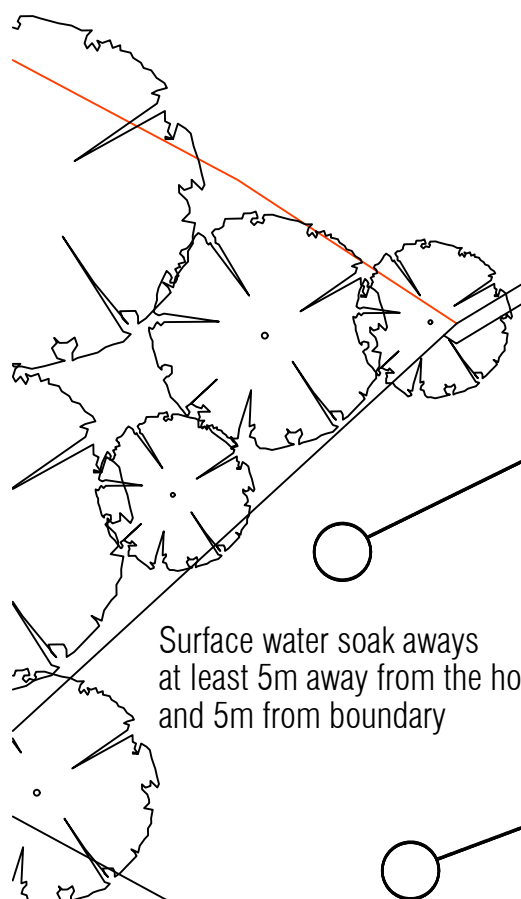 Surface water soak aways
at least 5m away from the ho
and 5m from boundary